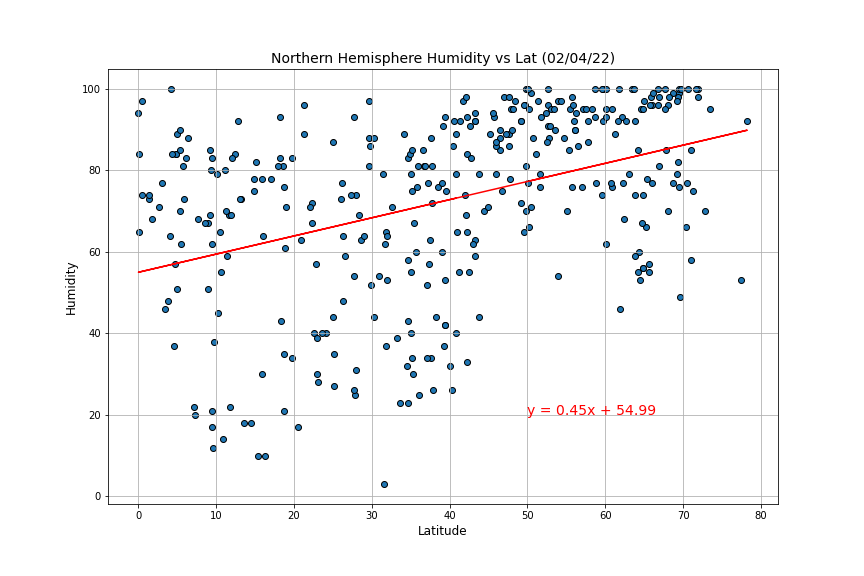 Northern Hemisphere Humidity vs Lat (02/04/22)
100
80
60
40
20
0
Humidity
y = 0.45x + 54.99
0 10 20 30 40 50 60 70 80
Latitude